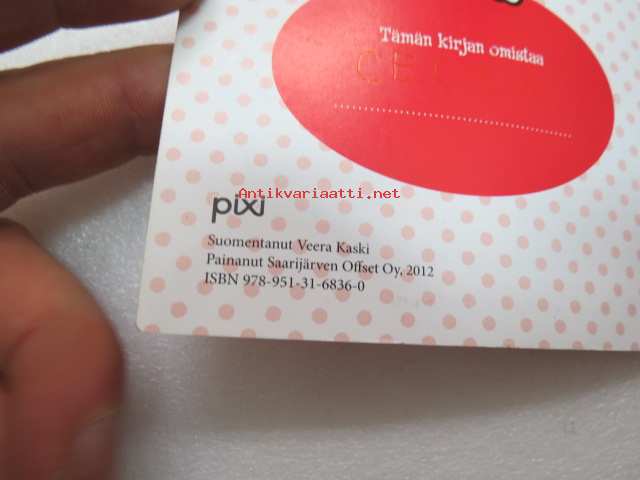 Tämän kirjan omistaa
Antikvariaatti.net
pixi
Suomentanut Veera Kaski
Painanut Saarijärven Offset Oy, 2012
ISBN 978-951-31-6836-0